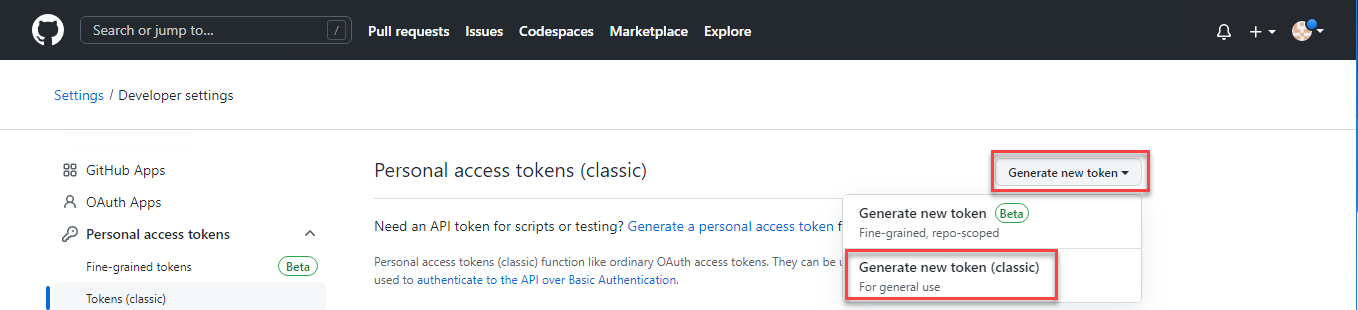 Search or jump to... /
Pull requests Issues Codespaces Marketplace Explore
Settings / Developer settings
GitHub Apps
OAuth Apps
Personal access tokens
Fine-grained tokens Beta
Tokens (classic)
Personal access tokens (classic)
Generate new token
Need an API token for scripts or testing? Generate a personal access token
Personal access tokens (classic) function like ordinary OAuth access tokens. They can be
used to authenticate to the API over Basic Authentication.
Generate new token Beta
Fine-grained, repo-scoped
Generate new token (classic)
For general use